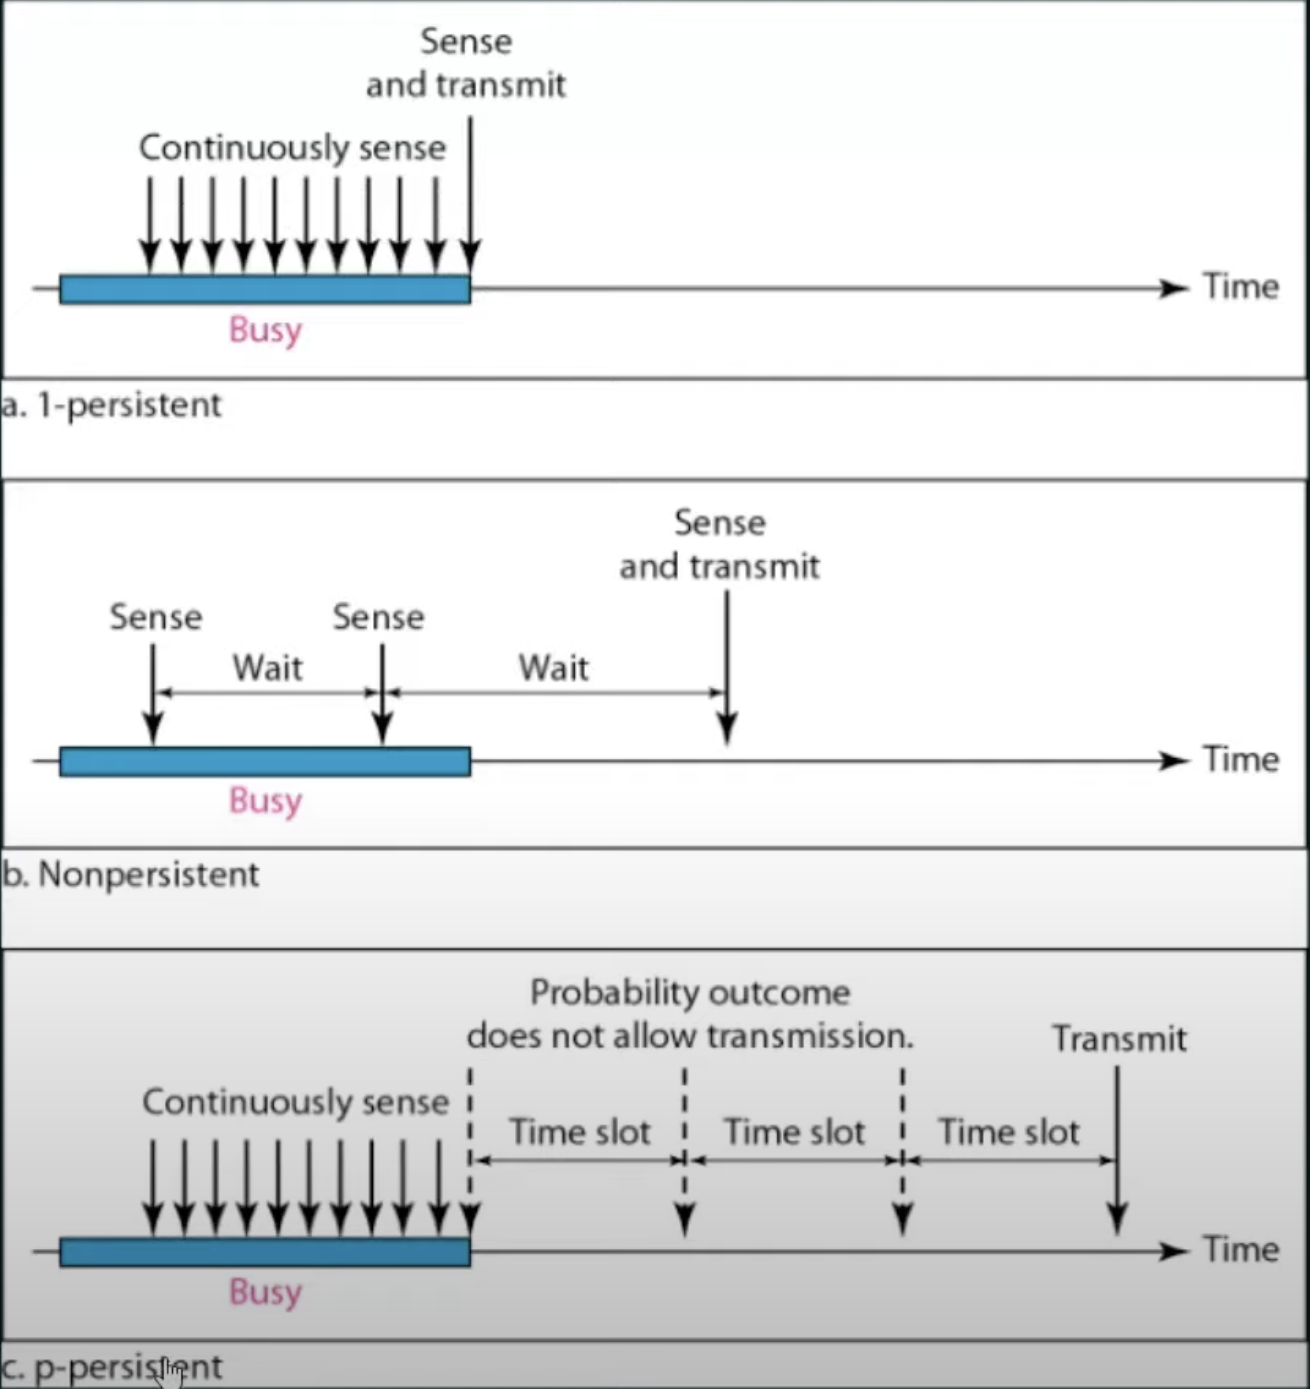 Sense
and transmit
Continuously sense
Time
Busy
a. 1-persistent
Sense
and transmit
Sense Sense
Wait Wait
Time
Busy
b. Nonpersistent
Probability outcome
does not allow transmission.
Transmit
Continuously sense
Time slot Time slot Time slot
Time
Busy
c. p-persistent